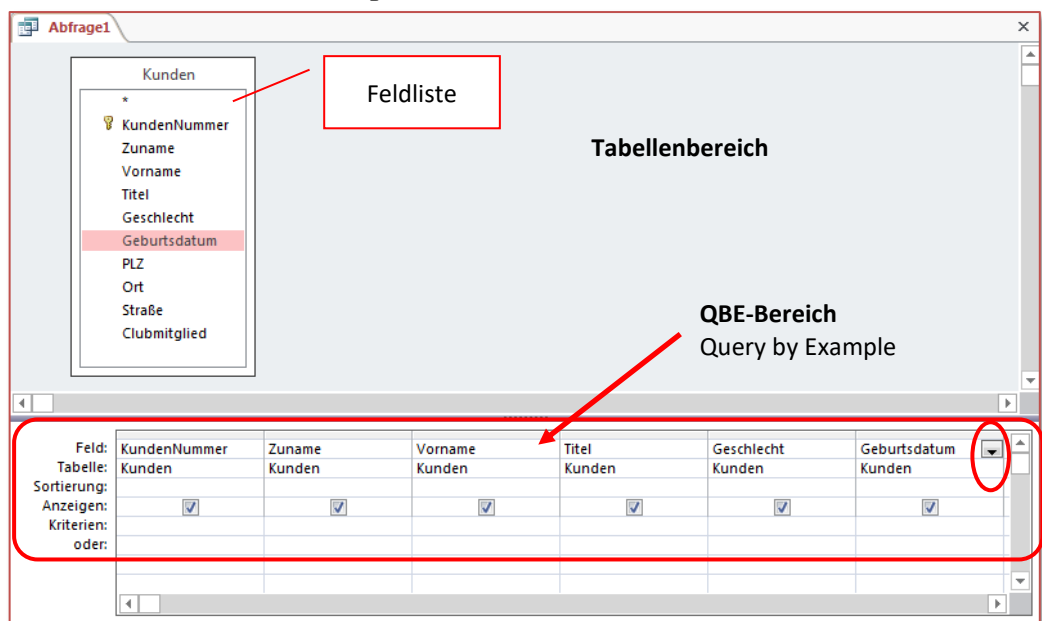 Abfrage1
Kunden
*
KundenNummer
Zuname
Vorname
Titel
Geschlecht
Geburtsdatum
PLZ
Ort
Straße
Clubmitglied
Feldliste
Tabellenbereich
QBE-Bereich
Query by Example
Feld: KundenNummer Zuname Vorname Titel Geschlecht Geburtsdatum
Tabelle: Kunden Kunden Kunden Kunden Kunden Kunden
Sortierung:
Anzeigen:
Kriterien:
oder: